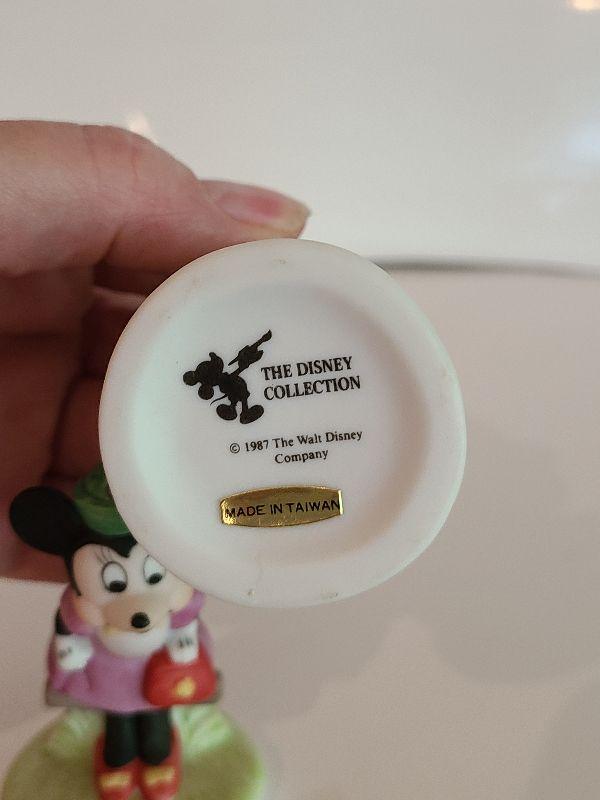 THE DISNEY
COLLECTION
© 1987 The Walt Disney
Company
MADE IN TAIWAN